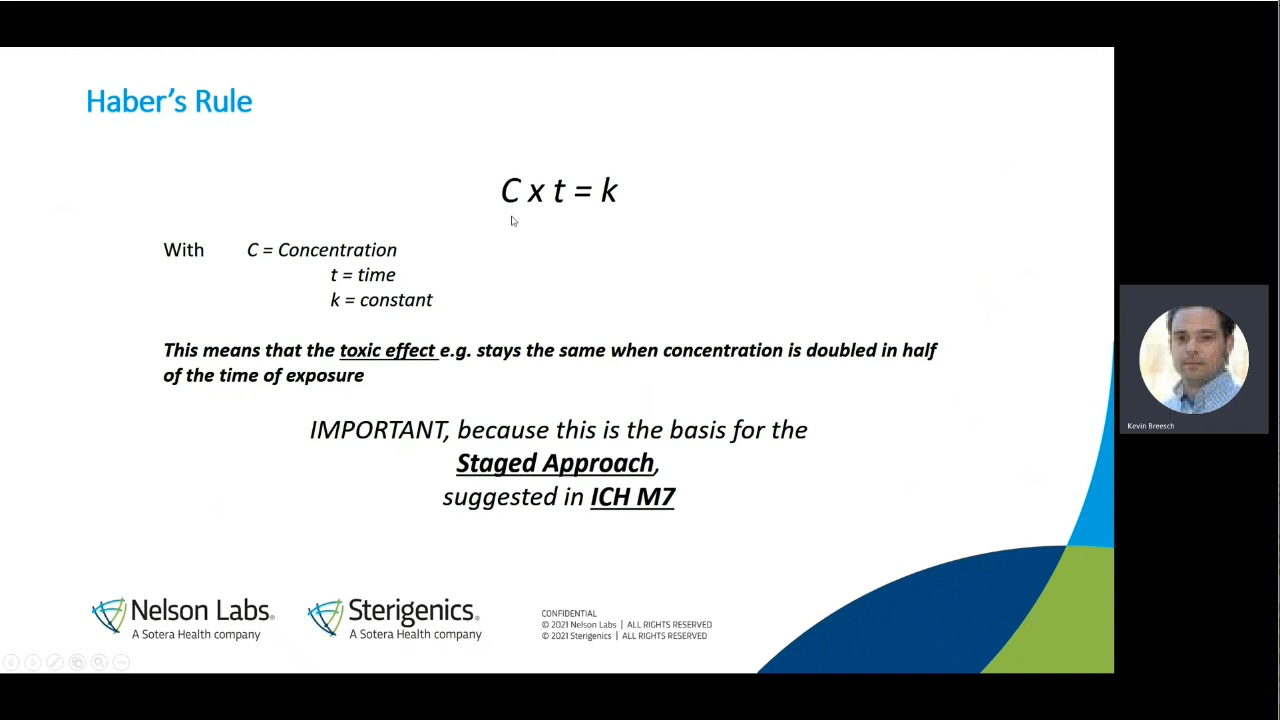 Haber's Rule
C x t = k
With C = Concentration
t = time
k = constant
This means that the toxic effect e.g. stays the same when concentration is doubled in half
of the time of exposure
IMPORTANT, because this is the basis for the
Staged Approach,
suggested in ICH M7
Nelson Labs®
A Sotera Health company
Sterigenics®
A Sotera Health company
CONFIDENTIAL
© 2021 Nelson Labs | ALL RIGHTS RESERVED
© 2021 Sterigenics | ALL RIGHTS RESERVED
Kevin Breesch